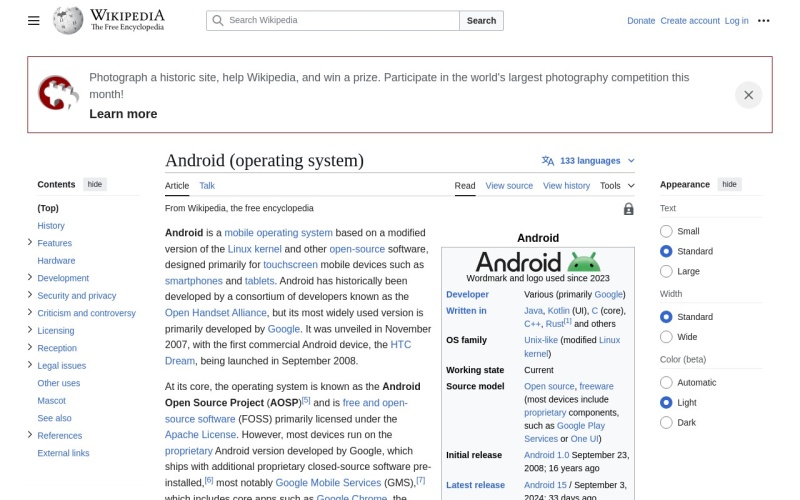 WIKIPEDIA
The Free Encyclopedia
Search Wikipedia
Search
Donate Create account Log in
Photograph a historic site, help Wikipedia, and win a prize. Participate in the world's largest photography competition this
month!
Learn more
Contents hide
(Top)
History
Features
Hardware
Development
Security and privacy
Criticism and controversy
Licensing
Reception
Legal issues
Other uses
Mascot
See also
References
External links
Android (operating system)
133 languages
Article Talk
Read View source View history Tools
From Wikipedia, the free encyclopedia
Android is a mobile operating system based on a modified
version of the Linux kernel and other open-source software,
designed primarily for touchscreen mobile devices such as
smartphones and tablets. Android has historically been
developed by a consortium of developers known as the
Open Handset Alliance, but its most widely used version is
primarily developed by Google. It was unveiled in November
2007, with the first commercial Android device, the HTC
Dream, being launched in September 2008.
At its core, the operating system is known as the Android
Open Source Project (AOSP)[5] and is free and open-
source software (FOSS) primarily licensed under the
Apache License. However, most devices run on the
proprietary Android version developed by Google, which
ships with additional proprietary closed-source software pre-
installed,[6] most notably Google Mobile Services (GMS),[7]
which includes core apps such as Google Chrome, the
Android
Android
Wordmark and logo used since 2023
Developer Various (primarily Google)
Written in Java, Kotlin (UI), C (core),
C++, Rust[1] and others
OS family Unix-like (modified Linux
kernel)
Working state Current
Source model Open source, freeware
(most devices include
proprietary components,
such as Google Play
Services or One UI)
Initial release Android 1.0 September 23,
2008; 16 years ago
Latest release Android 15 / September 3,
2024; 33 days ago
Appearance hide
Text
Small
Standard
Large
Width
Standard
Wide
Color (beta)
Automatic
Light
Dark